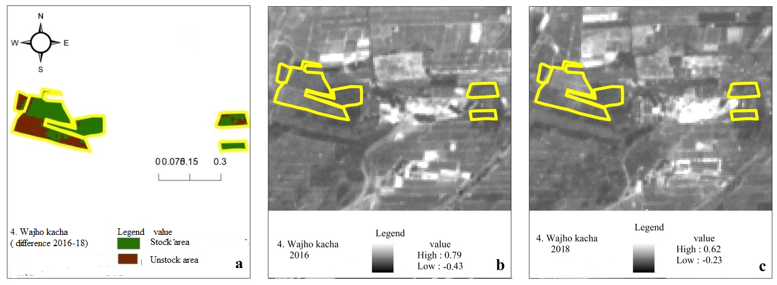 N
W E
S
0 0.075 0.15 0.3
4. Wajho kacha
( difference 2016-18)
Legend value
Stock area
Unstock area
a
4. Wajho kacha
2016
Legend
value
High : 0.79
Low : -0.43
b
4. Wajho kacha
2018
Legend
value
High : 0.62
Low : -0.23
c